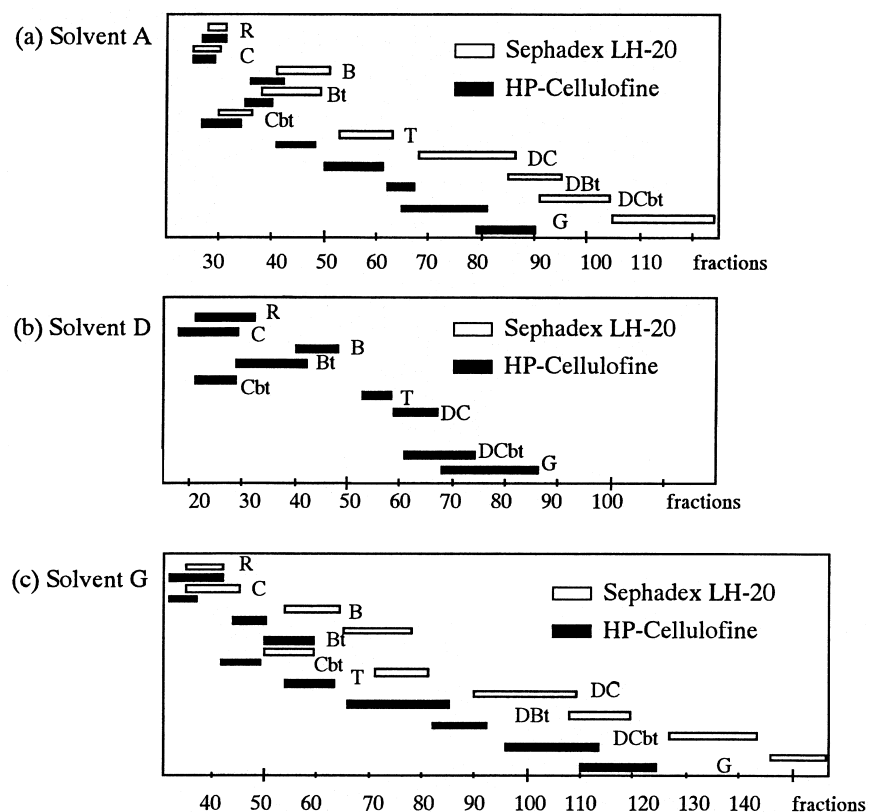 (a) Solvent A
R
C
B
Bt
Cbt
T
DC
DBt
DCbt
G
Sephadex LH-20
HP-Cellulofine
30 40 50 60 70 80 90 100 110 fractions
(b) Solvent D
R
C
B
Bt
Cbt
T
DC
DCbt
G
Sephadex LH-20
HP-Cellulofine
20 30 40 50 60 70 80 90 100 fractions
(c) Solvent G
R
C
B
Bt
Cbt
T
DC
DBt
DCbt
G
Sephadex LH-20
HP-Cellulofine
40 50 60 70 80 90 100 110 120 130 140 fractions